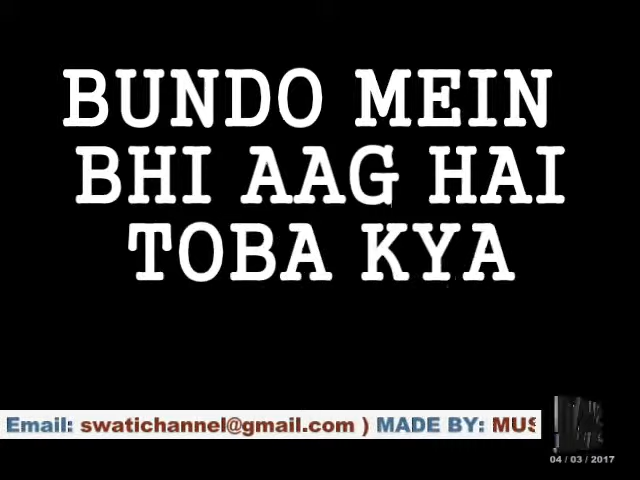 BUNDO MEIN
BHI AAG HAI
TOBA KYA
Email: swatichannel@gmail.com ) MADE BY: MUS
04 / 03 / 2017